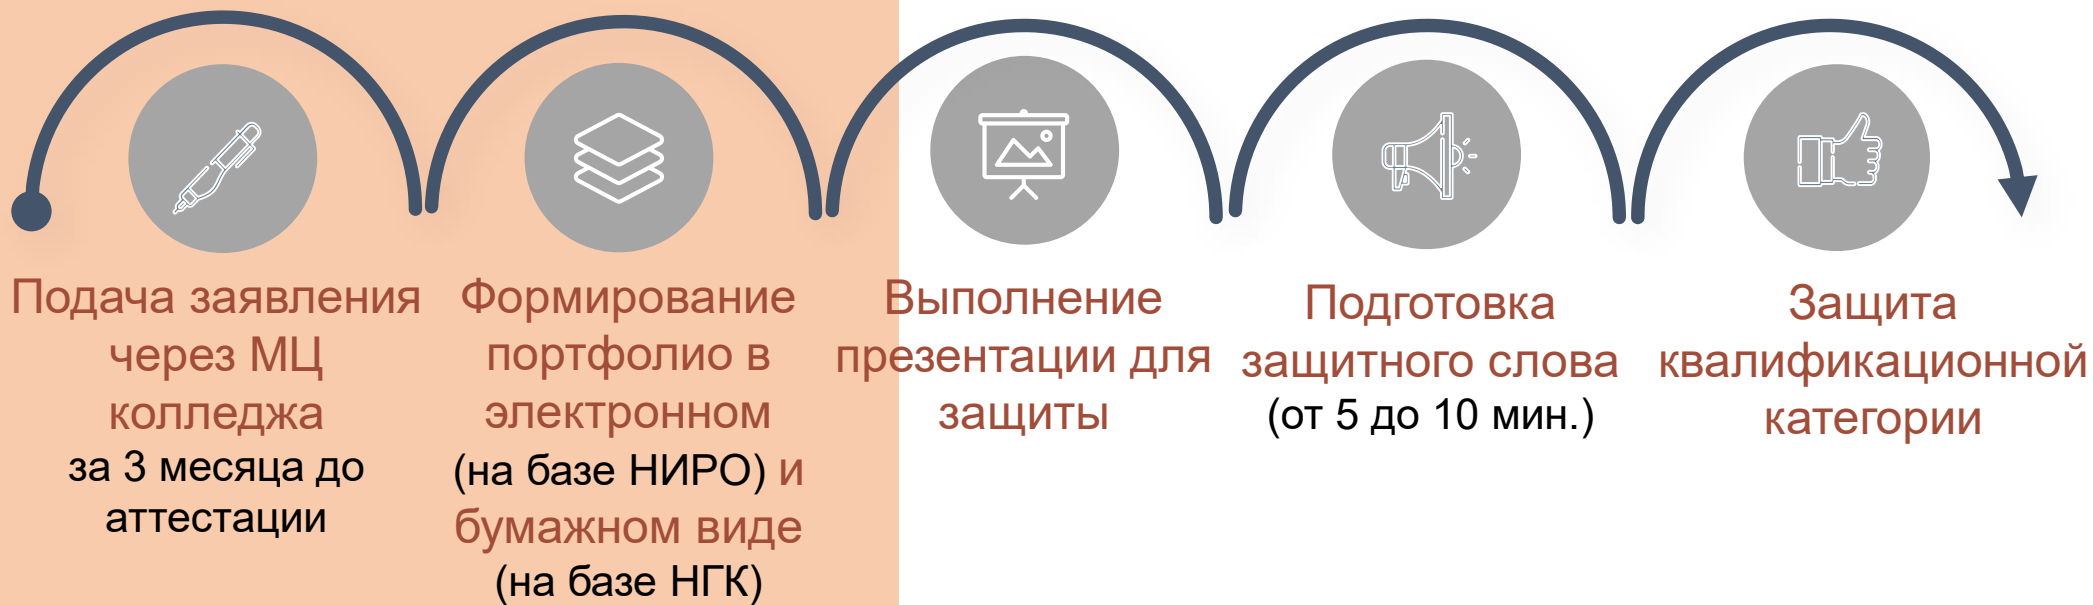 Подача заявления
через МЦ
колледжа
за 3 месяца до
аттестации
Формирование
портфолио в
электронном
(на базе НИРО) и
бумажном виде
(на базе НГК)
Выполнение
презентации для
защиты
Подготовка
защитного слова
(от 5 до 10 мин.)
Защита
квалификационной
категории